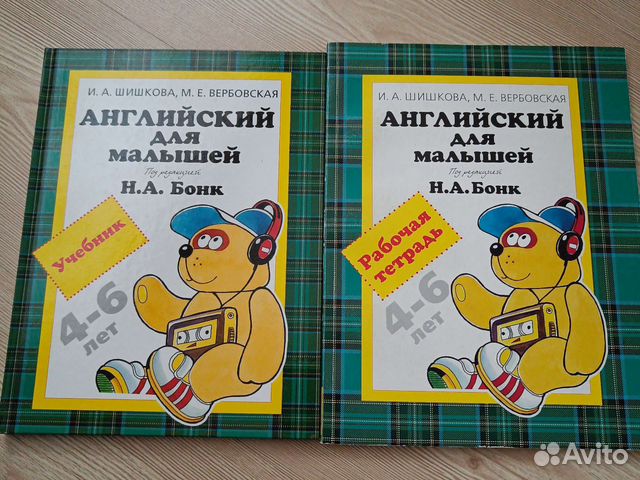 И. А. ШИШКОВА, М. Е. ВЕРБОВСКАЯ
АНГЛИЙСКИЙ
ДЛЯ
МАЛЫШЕЙ
Под редакцией
Н.А. Бонк
Учебник
4-6
лет
И. А. ШИШКОВА, М. Е. ВЕРБОВСКАЯ
АНГЛИЙСКИЙ
ДЛЯ
МАЛЫШЕЙ
Под редакцией
Н.А. Бонк
Рабочая
тетрадь
4-6
лет
Avito